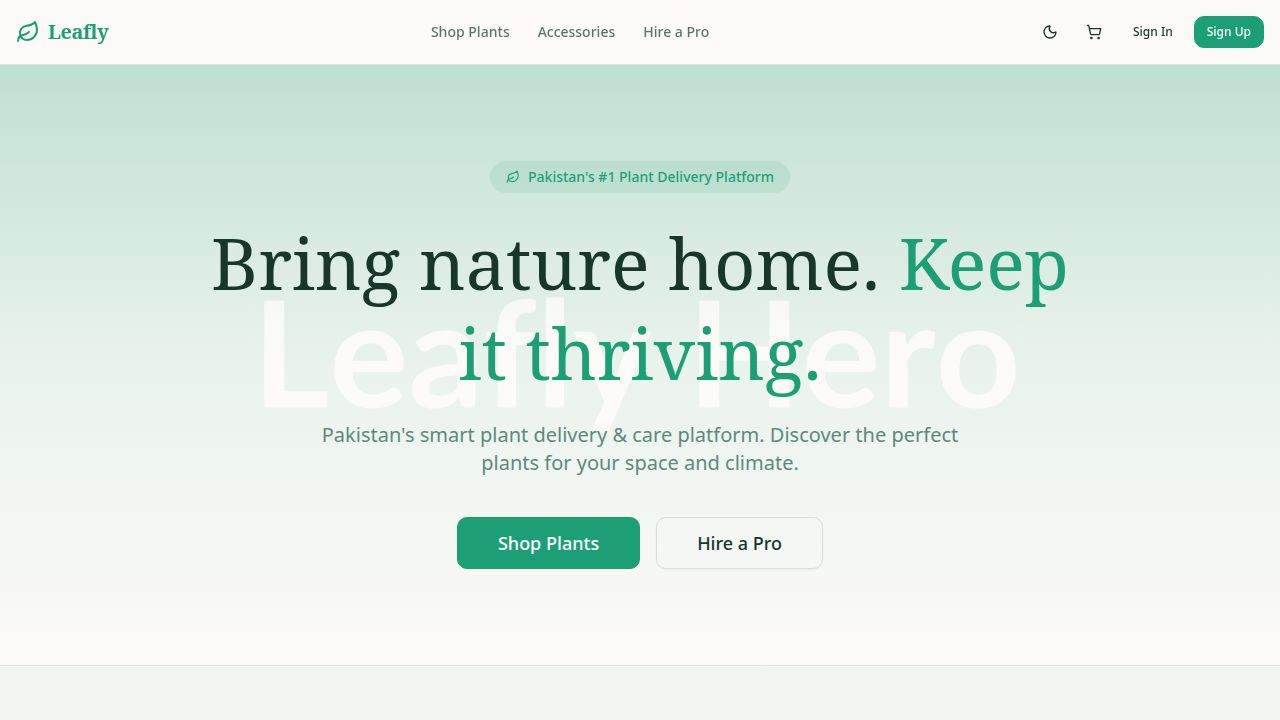 Leafly
Shop Plants
Accessories
Hire a Pro
Sign In
Sign Up
Pakistan's #1 Plant Delivery Platform
Bring nature home. Keep
it thriving.
Leafly Hero
Pakistan's smart plant delivery & care platform. Discover the perfect
plants for your space and climate.
Shop Plants
Hire a Pro